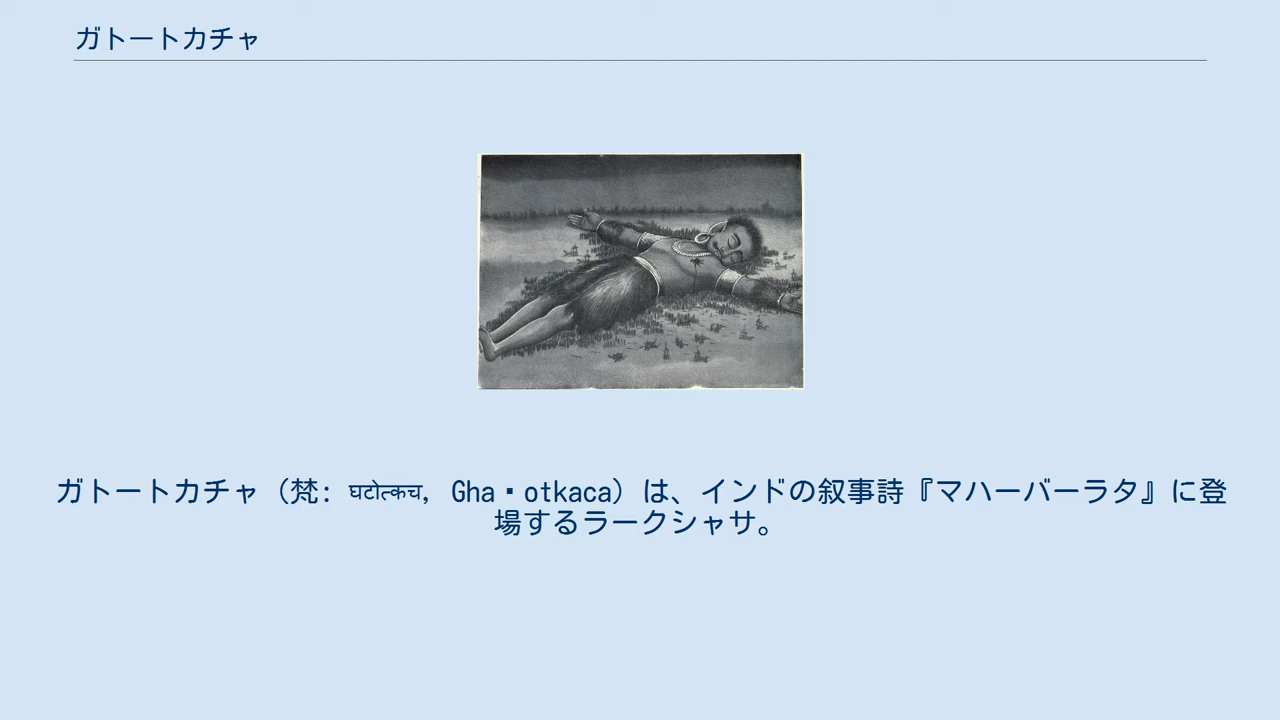 ガトートカチャ
ガトートカチャ（梵: घटोत्कच, Gha▪otkaca）は、インドの叙事詩『マハーバーラタ』に登
場するラークシャサ。